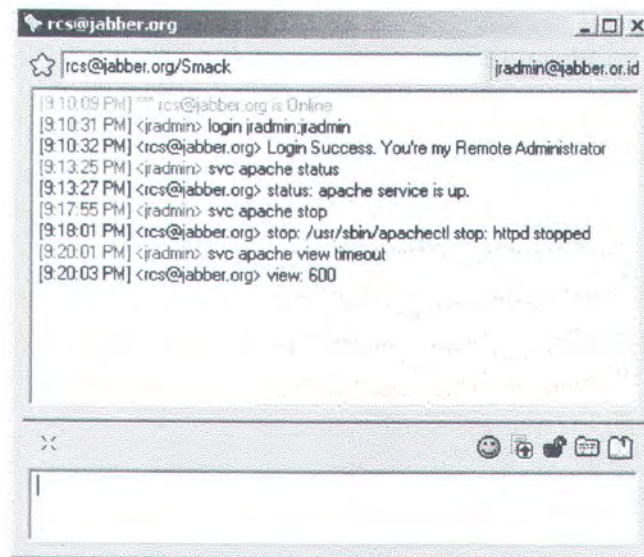 rcs@jabber.org
rcs@jabber.org/Smack jradmin@jabber.or.id
[9:10:09 PM] *** rcs@jabber.org is Online
[9:10:31 PM] <jradmin> login jradmin;jradmin
[9:10:32 PM] <rcs@jabber.org> Login Success. You're my Remote Administrator
[9:13:25 PM] <jradmin> svc apache status
[9:13:27 PM] <rcs@jabber.org> status: apache service is up.
[9:17:55 PM] <jradmin> svc apache stop
[9:18:01 PM] <rcs@jabber.org> stop: /usr/sbin/apachectl stop: httpd stopped
[9:20:01 PM] <jradmin> svc apache view timeout
[9:20:03 PM] <rcs@jabber.org> view: 600